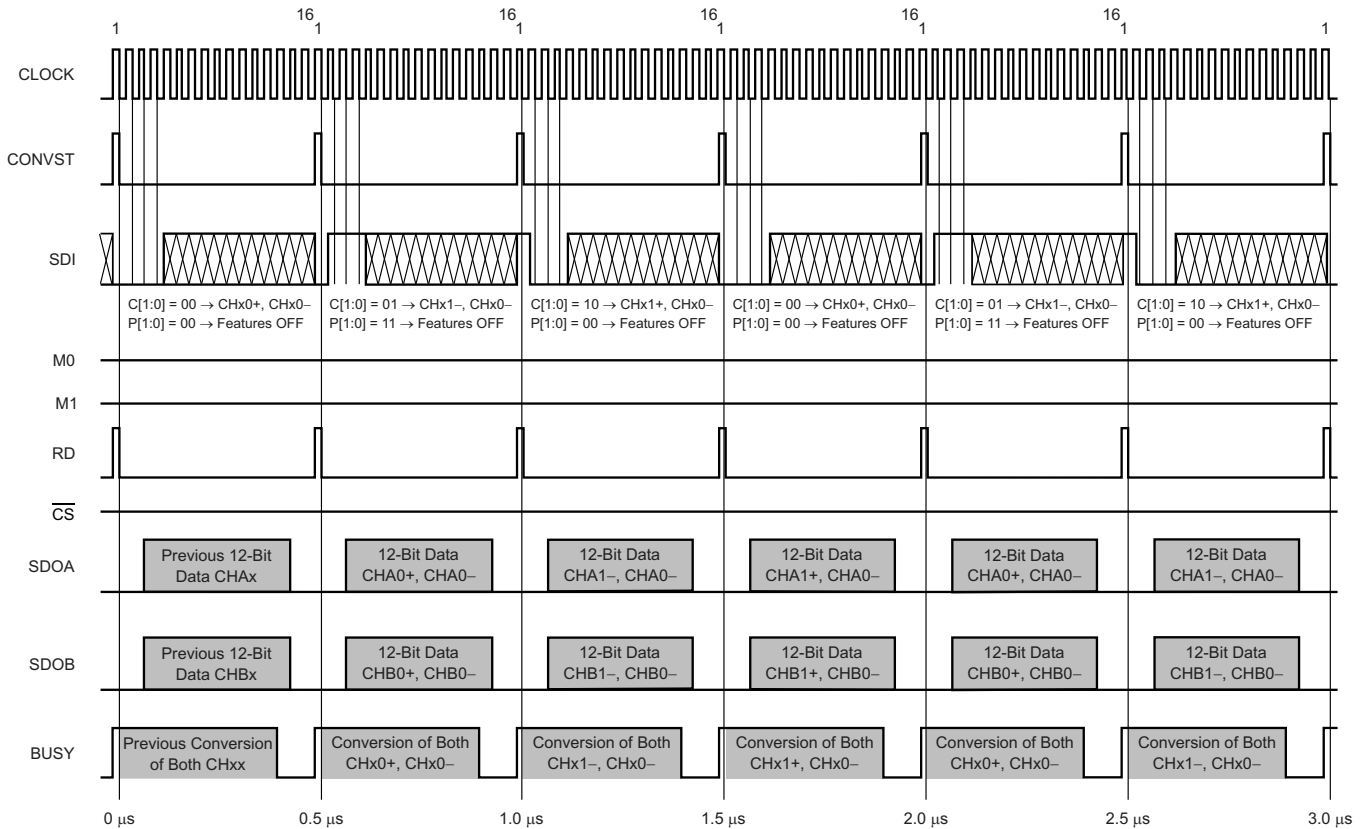 16 16 16 16 16
1 1 1 1 1 1 1
CLOCK
CONVST
SDI
C[1:0] = 00 → CHx0+, CHx0– C[1:0] = 01 → CHx1–, CHx0– C[1:0] = 10 → CHx1+, CHx0– C[1:0] = 00 → CHx0+, CHx0– C[1:0] = 01 → CHx1–, CHx0– C[1:0] = 10 → CHx1+, CHx0–
P[1:0] = 00 → Features OFF P[1:0] = 11 → Features OFF P[1:0] = 00 → Features OFF P[1:0] = 00 → Features OFF P[1:0] = 11 → Features OFF P[1:0] = 00 → Features OFF
M0
M1
RD
CS
SDOA
Previous 12-Bit 12-Bit Data 12-Bit Data 12-Bit Data 12-Bit Data 12-Bit Data
Data CHAx CHA0+, CHA0– CHA1–, CHA0– CHA1+, CHA0– CHA0+, CHA0– CHA1–, CHA0–
SDOB
Previous 12-Bit 12-Bit Data 12-Bit Data 12-Bit Data 12-Bit Data 12-Bit Data
Data CHBx CHB0+, CHB0– CHB1–, CHB0– CHB1+, CHB0– CHB0+, CHB0– CHB1–, CHB0–
BUSY
Previous Conversion Conversion of Both Conversion of Both Conversion of Both Conversion of Both Conversion of Both
of Both CHxx CHx0+, CHx0– CHx1–, CHx0– CHx1+, CHx0– CHx0+, CHx0– CHx1–, CHx0–
0 µs 0.5 µs 1.0 µs 1.5 µs 2.0 µs 2.5 µs 3.0 µs